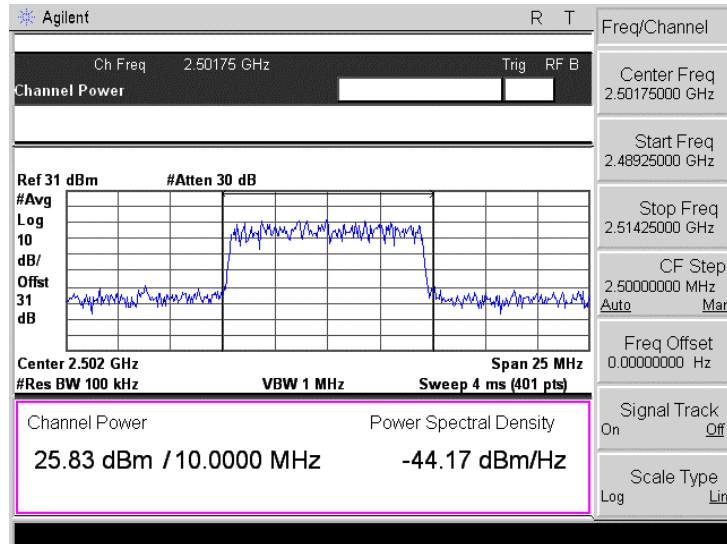 Agilent R T
Ch Freq 2.50175 GHz Trig RF B
Channel Power
Ref 31 dBm #Atten 30 dB
#Avg
Log
10
dB/
Offst
31
dB
Center 2.502 GHz Span 25 MHz
#Res BW 100 kHz VBW 1 MHz Sweep 4 ms (401 pts)
Channel Power Power Spectral Density
25.83 dBm / 10.0000 MHz -44.17 dBm/Hz
Freq/Channel
Center Freq
2.50175000 GHz
Start Freq
2.48925000 GHz
Stop Freq
2.51425000 GHz
CF Step
2.50000000 MHz
Auto Man
Freq Offset
0.00000000 Hz
Signal Track
On Off
Scale Type
Log Lin